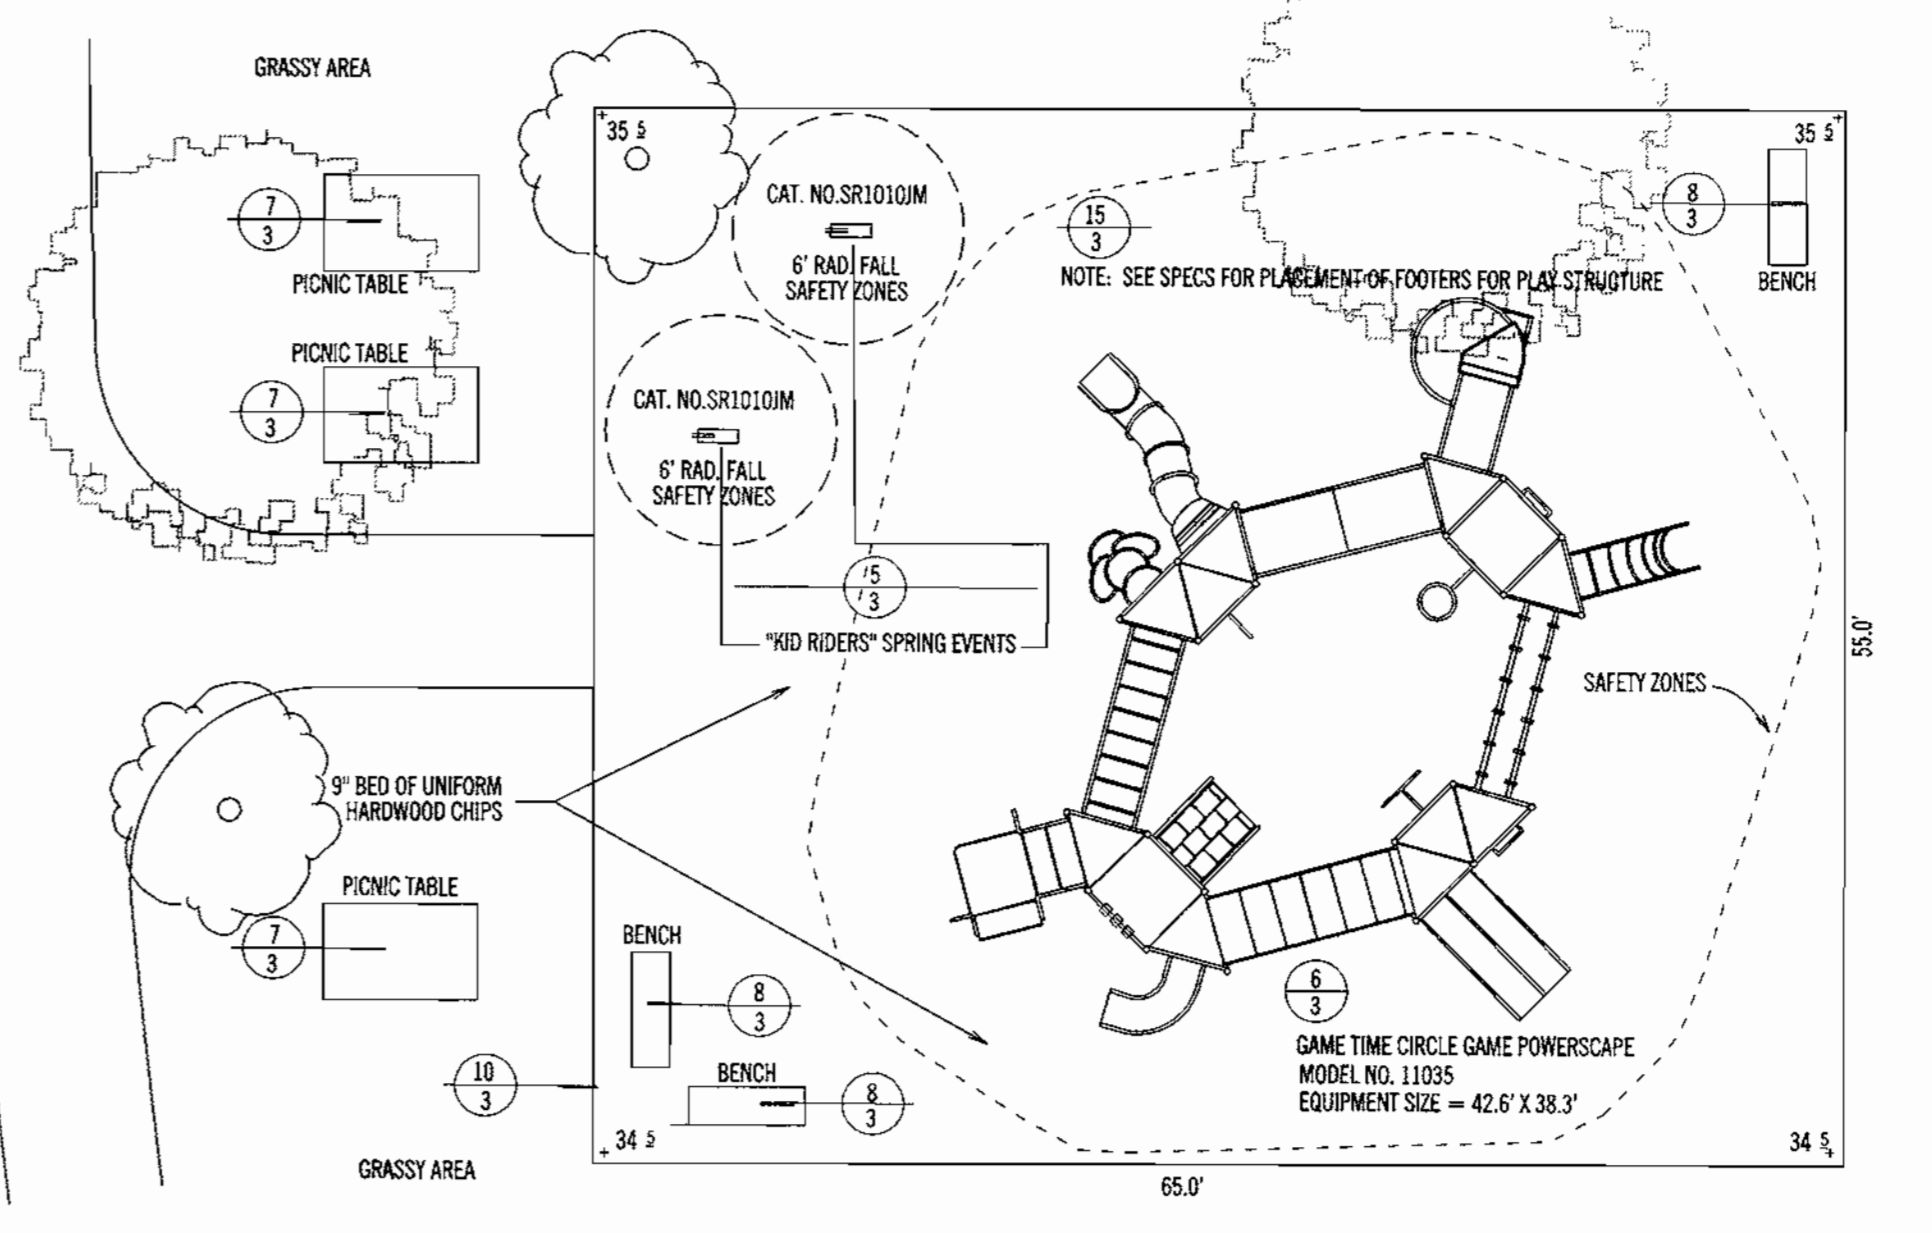 GRASSY AREA
35 5
35 5
CAT. NO.SR1010JM
7
3
15
3
8
3
6' RAD. FALL
SAFETY ZONES
NOTE: SEE SPECS FOR PLACEMENT OF FOOTERS FOR PLAY STRUCTURE
BENCH
PICNIC TABLE
PICNIC TABLE
7
3
CAT. NO.SR1010JM
6' RAD. FALL
SAFETY ZONES
15
3
"KID RIDERS" SPRING EVENTS
55.0'
SAFETY ZONES
9" BED OF UNIFORM
HARDWOOD CHIPS
PICNIC TABLE
7
3
BENCH
8
3
6
3
GAME TIME CIRCLE GAME POWERSCAPE
MODEL NO. 11035
EQUIPMENT SIZE = 42.6' X 38.3'
10
3
BENCH
8
3
34 5
34 5
GRASSY AREA
65.0'